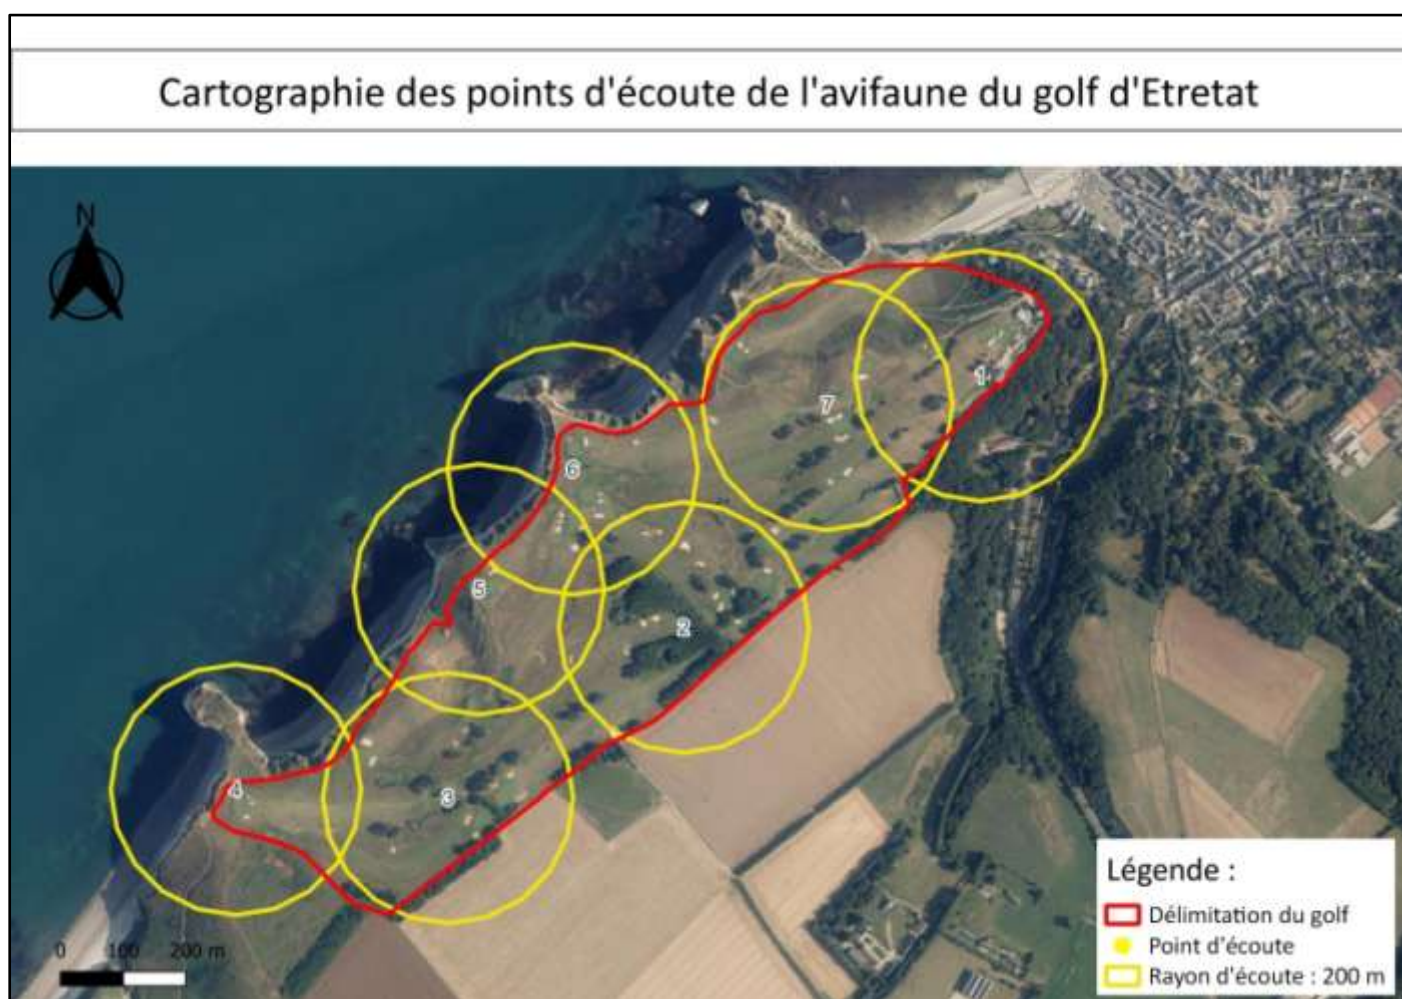 Cartographie des points d'écoute de l'avifaune du golf d'Etretat
N
1
7
6
5
2
4
3
Légende :
Délimitation du golf
Point d'écoute
Rayon d'écoute : 200 m
0 100 200 m